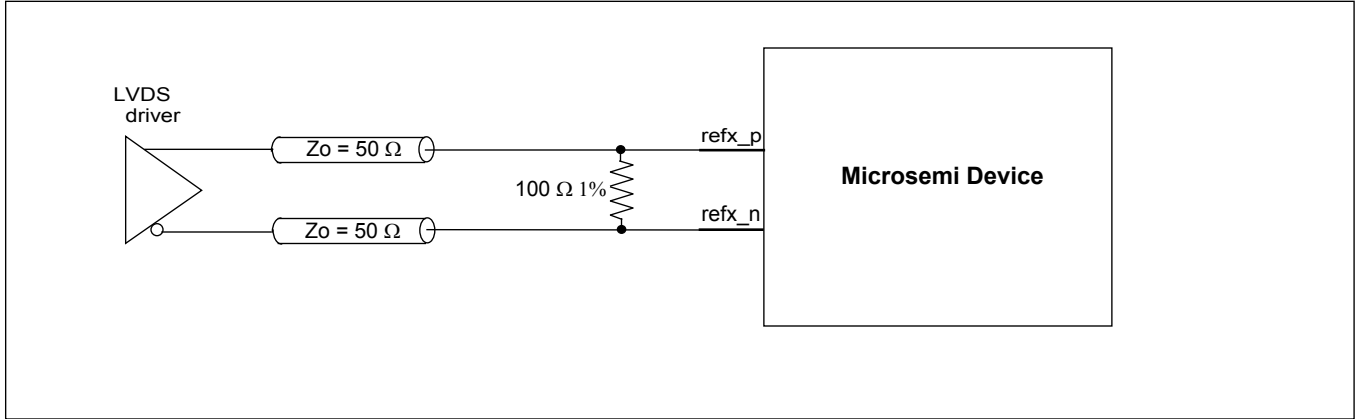 LVDS
driver
Zo = 50 Ω
refx_p
100 Ω 1%
Microsemi Device
refx_n
Zo = 50 Ω